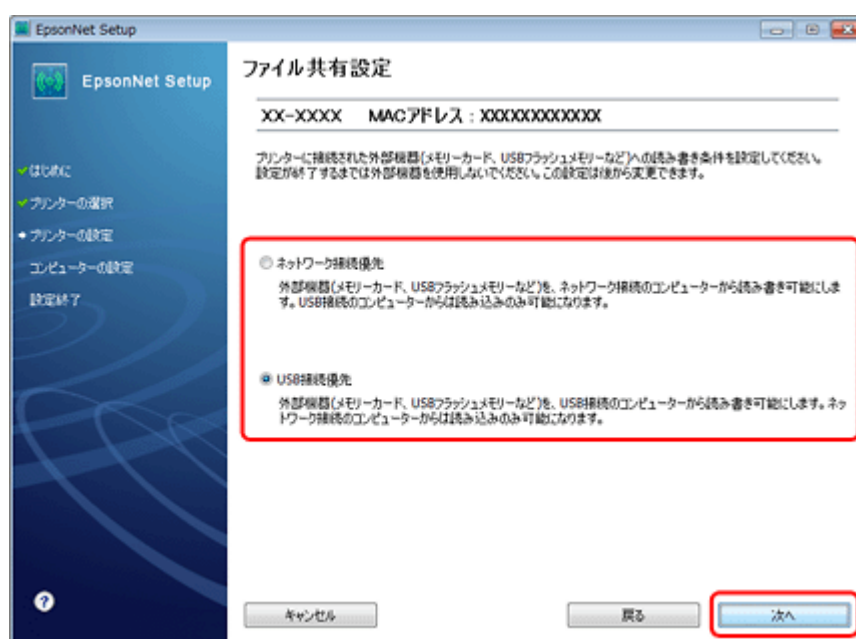 EpsonNet Setup
EpsonNet Setup
はじめに
プリンターの選択
プリンターの設定
コンピューターの設定
設定終了
ファイル共有設定
XX-XXXX MACアドレス : XXXXXXXXXXXX
プリンターに接続された外部機器(メモリーカード、USBフラッシュメモリーなど)への読み書き条件を設定してください。
設定が終了するまでは外部機器を使用しないでください。この設定は後から変更できます。
ネットワーク接続優先
外部機器(メモリーカード、USBフラッシュメモリーなど)を、ネットワーク接続のコンピューターから読み書き可能にしま
す。USB接続のコンピューターからは読み込みのみ可能になります。
USB接続優先
外部機器(メモリーカード、USBフラッシュメモリーなど)を、USB接続のコンピューターから読み書き可能にします。ネッ
トワーク接続のコンピューターからは読み込みのみ可能になります。
?
キャンセル
戻る
次へ